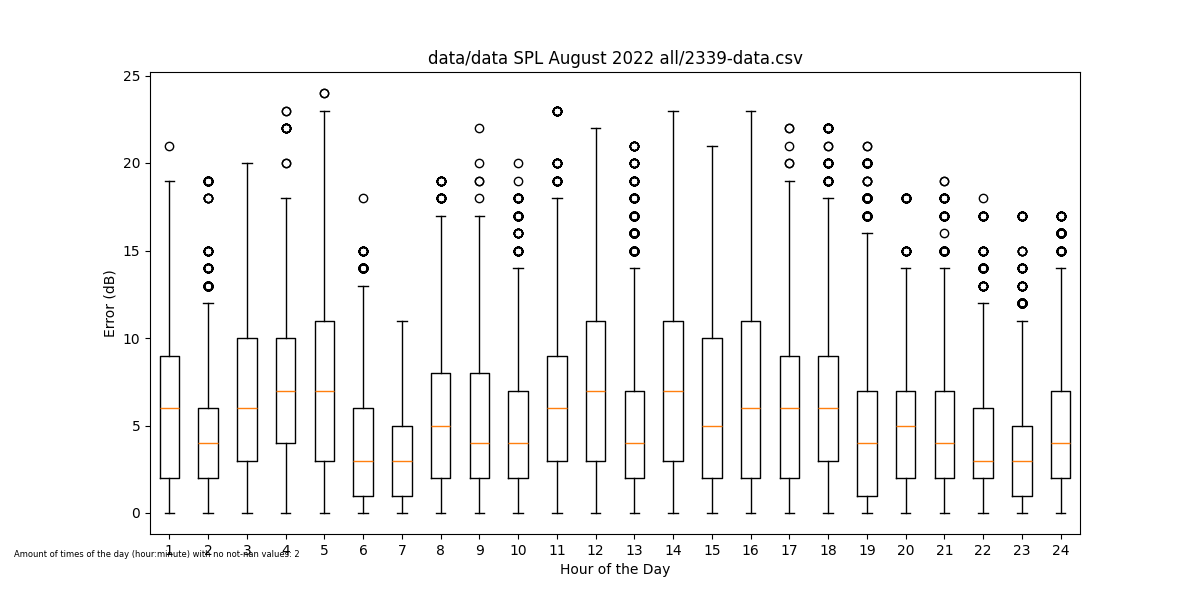 data/data SPL August 2022 all/2339-data.csv
25
20
15
10
5
0
Error (dB)
1 2 3 4 5 6 7 8 9 10 11 12 13 14 15 16 17 18 19 20 21 22 23 24
Amount of times of the day (hour:minute) with no not-nan values: 2
Hour of the Day